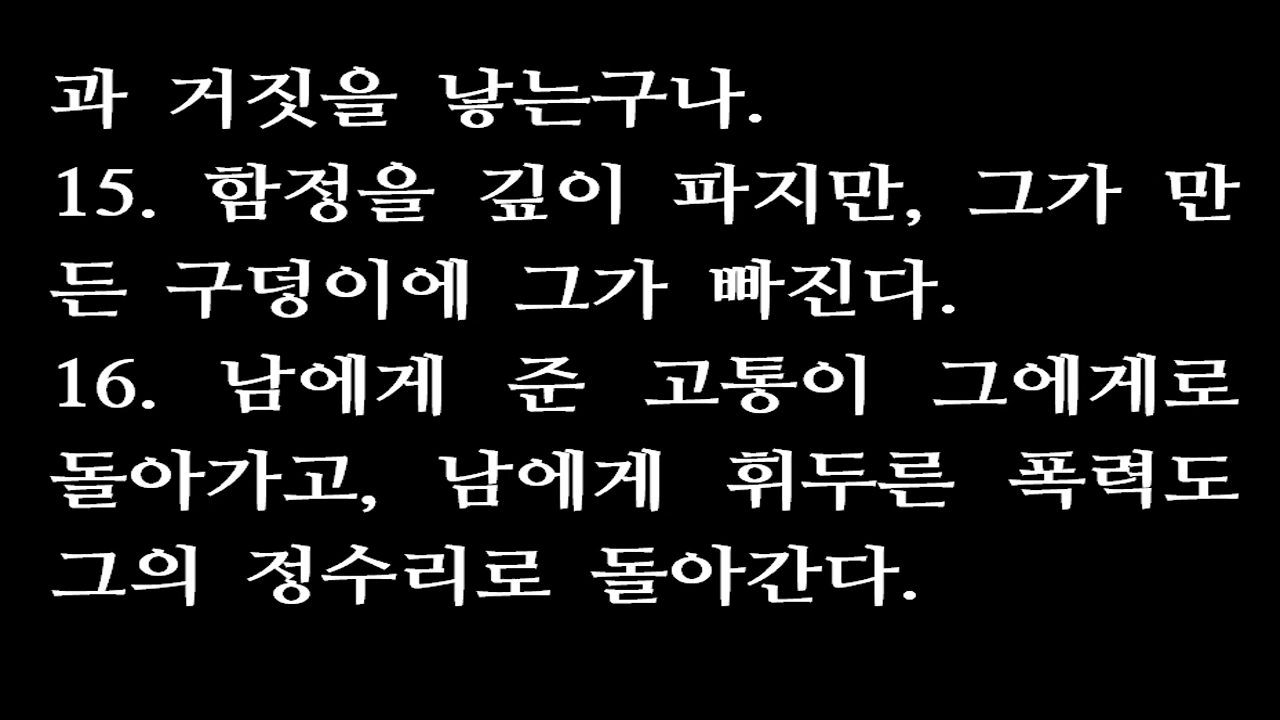 과 거짓을 낳는구나.
15. 함정을 깊이 파지만, 그가 만
든 구덩이에 그가 빠진다.
16. 남에게 준 고통이 그에게로
돌아가고, 남에게 휘두른 폭력도
그의 정수리로 돌아간다.